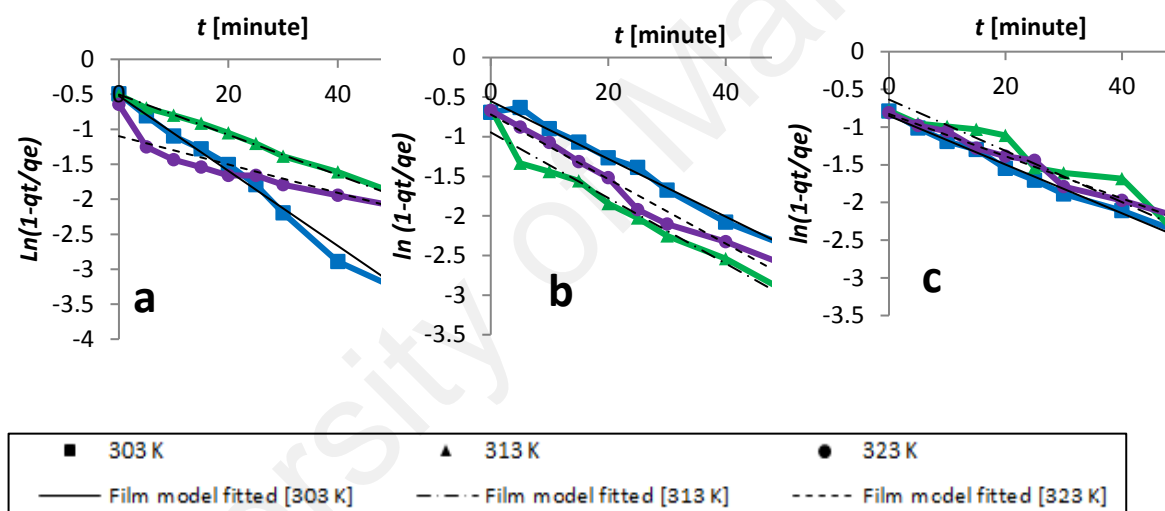 t [minute]
t [minute]
t [minute]
0
-0.5
-1
-1.5
-2
-2.5
-3
-3.5
-4
0
20
40
Ln(1-qt/qe)
a
0
-0.5
-1
-1.5
-2
-2.5
-3
-3.5
0
20
40
ln (1-qt/qe)
b
0
-0.5
-1
-1.5
-2
-2.5
-3
-3.5
0
20
40
ln(1-qt/qe)
c
303 K
313 K
323 K
Film model fitted [303 K]
Film model fitted [313 K]
Film model fitted [323 K]